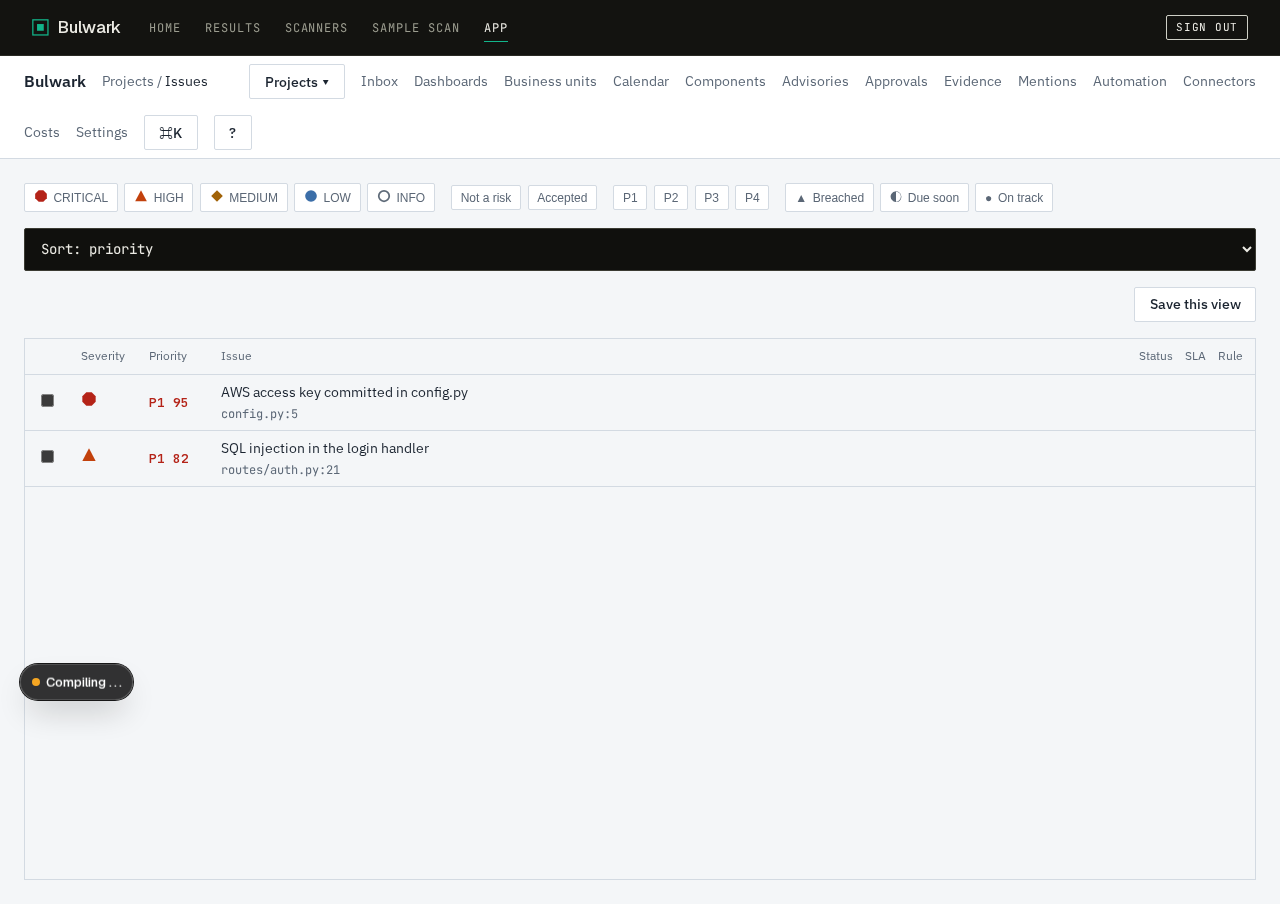 Bulwark HOME RESULTS SCANNERS SAMPLE SCAN APP SIGN OUT
Bulwark Projects / Issues Projects ▾ Inbox Dashboards Business units Calendar Components Advisories Approvals Evidence Mentions Automation Connectors
Costs Settings ⌘K ?
CRITICAL HIGH MEDIUM LOW INFO Not a risk Accepted P1 P2 P3 P4 ▲ Breached ◐ Due soon ● On track
Sort: priority
Save this view
Severity Priority Issue Status SLA Rule
P1 95 AWS access key committed in config.py
config.py:5
P1 82 SQL injection in the login handler
routes/auth.py:21
Compiling ...